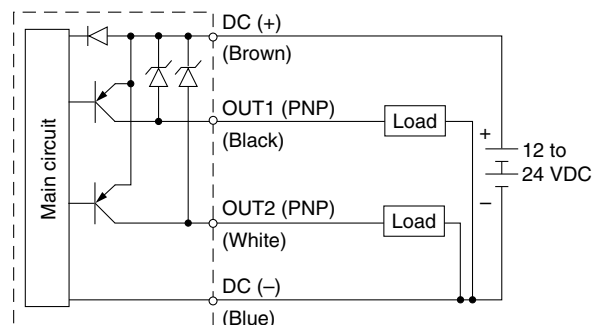 DC (+)
(Brown)
Main circuit
OUT1 (PNP)
(Black)
Load
+
12 to
24 VDC
–
OUT2 (PNP)
(White)
Load
DC (–)
(Blue)